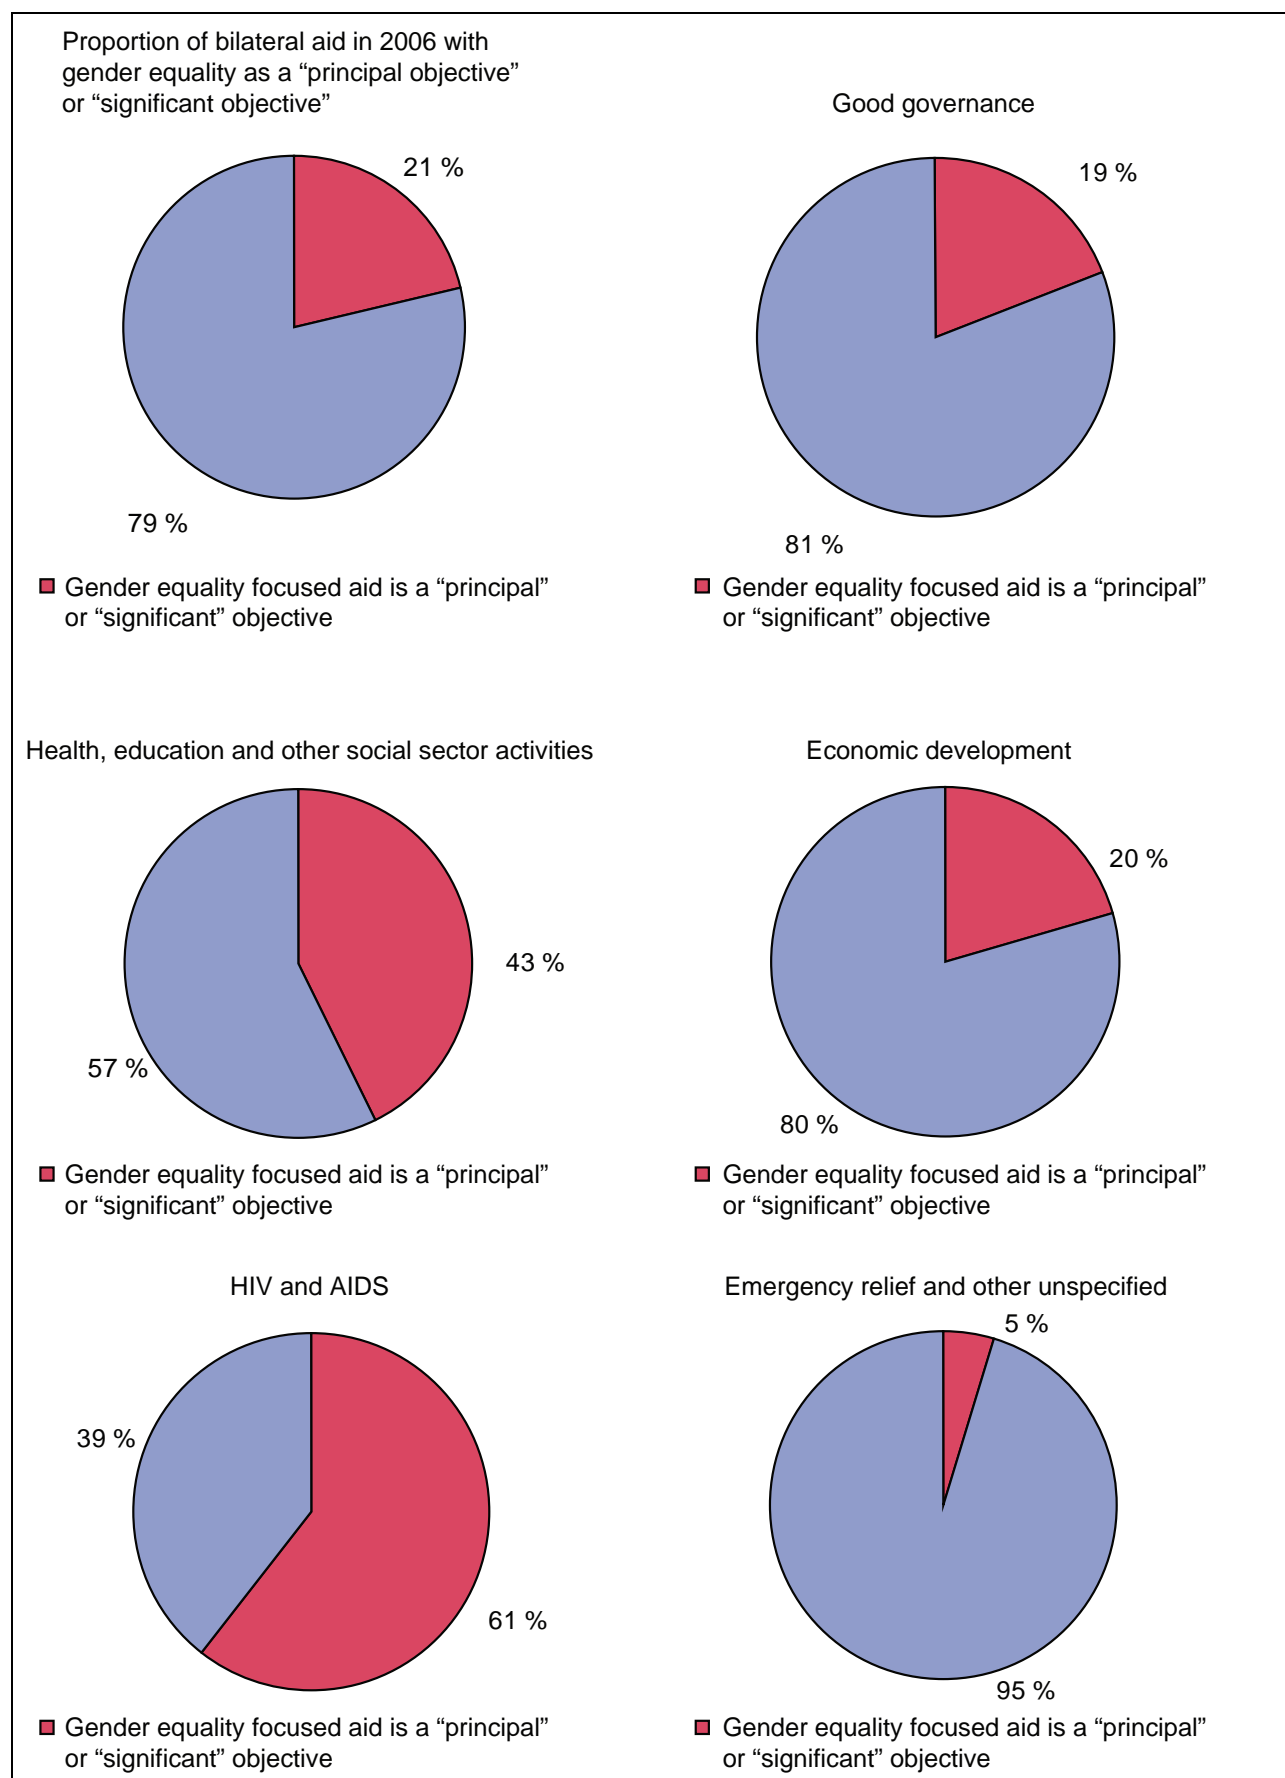 Proportion of bilateral aid in 2006 with
gender equality as a “principal objective”
or “significant objective”
21 %
79 %
Gender equality focused aid is a “principal”
or “significant” objective
Good governance
19 %
81 %
Gender equality focused aid is a “principal”
or “significant” objective
Health, education and other social sector activities
43 %
57 %
Gender equality focused aid is a “principal”
or “significant” objective
Economic development
20 %
80 %
Gender equality focused aid is a “principal”
or “significant” objective
HIV and AIDS
39 %
61 %
Gender equality focused aid is a “principal”
or “significant” objective
Emergency relief and other unspecified
5 %
95 %
Gender equality focused aid is a “principal”
or “significant” objective